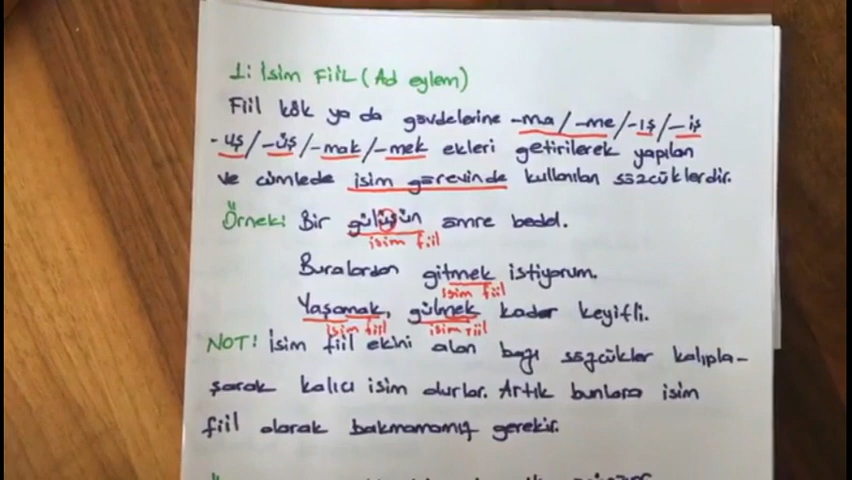 1: İsim FiiL (Ad eylem)
Fiil kök ya da gövdelerine -ma/-me/-ış/-iş
-uş/-üş/-mak/-mek ekleri getirilerek yapılan
ve cümlede isim görevinde kullanılan sözcüklerdir.
Örnek: Bir gülüşün ömre bedel.
isim fiil
Buralardan gitmek istiyorum.
isim fiil
Yaşamak, gülmek kadar keyifli.
isim fiil isim fiil
NOT! İsim fiil ekini alan bazı sözcükler kalıpla-
şarak kalıcı isim olurlar. Artık bunlara isim
fiil olarak bakmamamız gerekir.